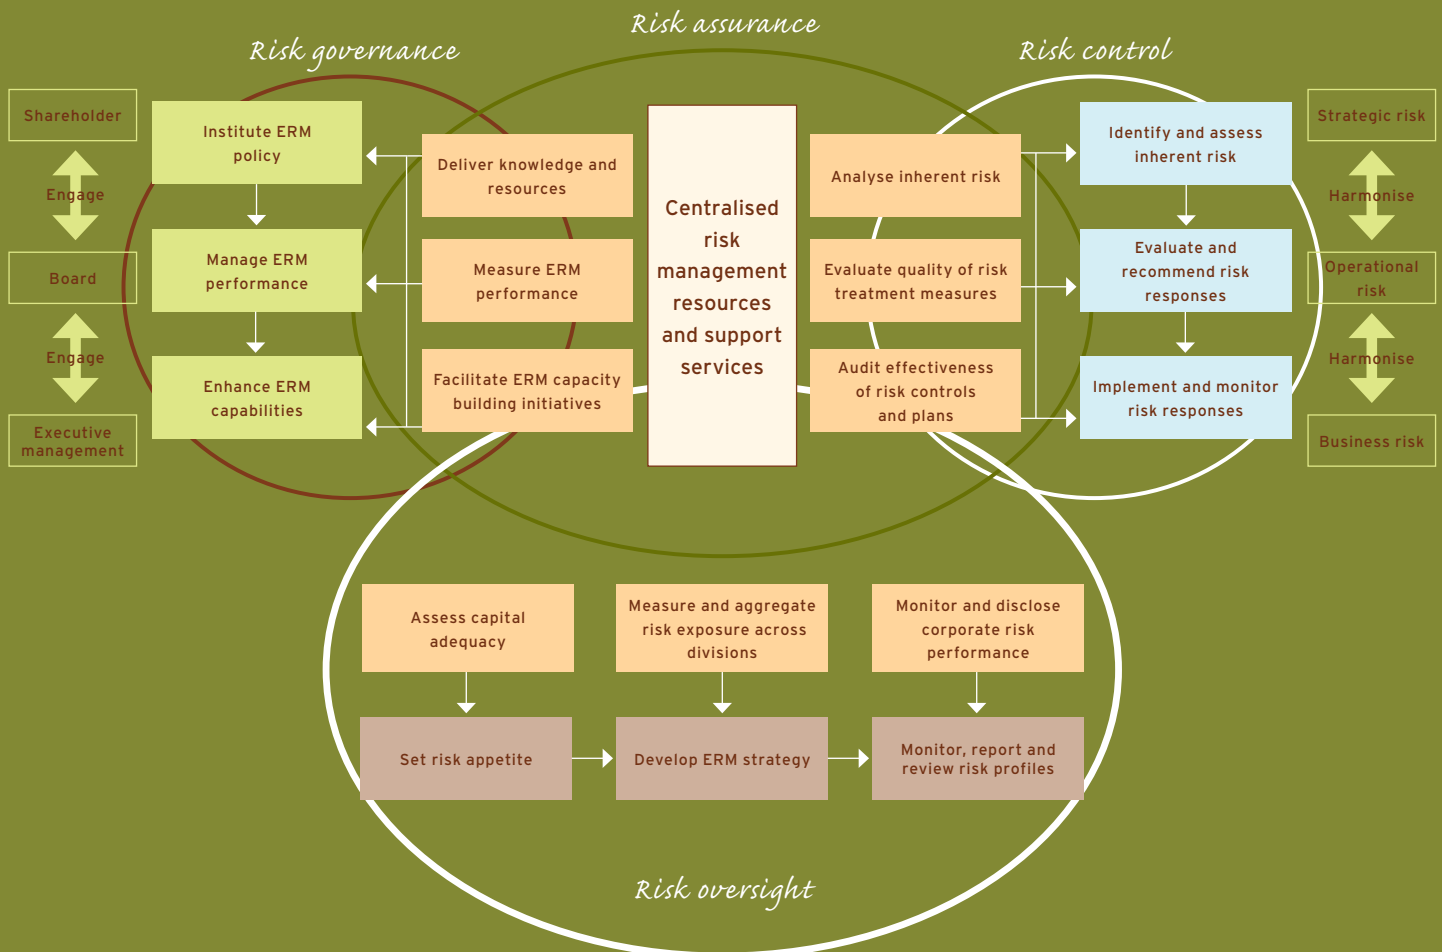 Risk assurance
Risk governance
Risk control
Shareholder
Engage
Board
Engage
Executive
management
Institute ERM
policy
Manage ERM
performance
Enhance ERM
capabilities
Deliver knowledge and
resources
Measure ERM
performance
Facilitate ERM capacity
building initiatives
Centralised
risk
management
resources
and support
services
Analyse inherent risk
Evaluate quality of risk
treatment measures
Audit effectiveness
of risk controls
and plans
Identify and assess
inherent risk
Evaluate and
recommend risk
responses
Implement and monitor
risk responses
Strategic risk
Harmonise
Operational
risk
Harmonise
Business risk
Assess capital
adequacy
Measure and aggregate
risk exposure across
divisions
Monitor and disclose
corporate risk
performance
Set risk appetite
Develop ERM strategy
Monitor, report and
review risk profiles
Risk oversight